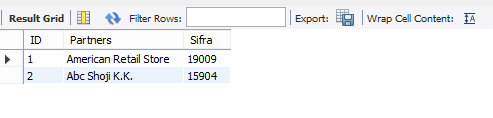 Result Grid Filter Rows: Export: Wrap Cell Content: IA
ID Partners Sifra
1 American Retail Store 19009
2 Abc Shoji K.K. 15904